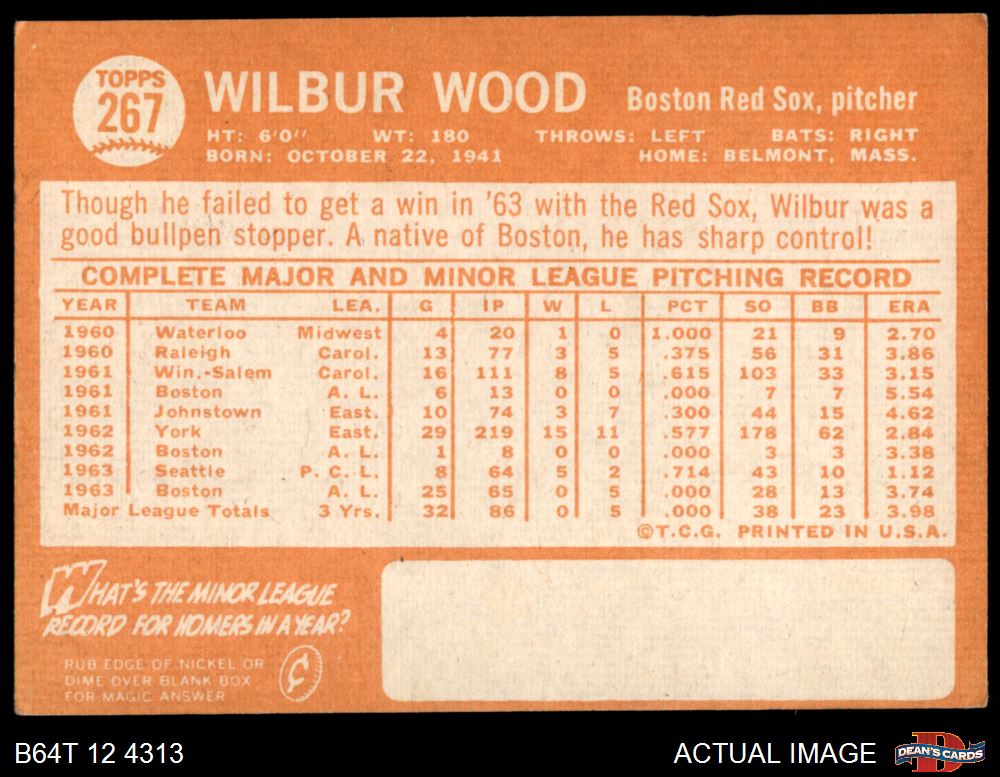 TOPPS
267
WILBUR WOOD Boston Red Sox, pitcher
HT: 6'0" WT: 180 THROWS: LEFT BATS: RIGHT
BORN: OCTOBER 22, 1941 HOME: BELMONT, MASS.
Though he failed to get a win in '63 with the Red Sox, Wilbur was a
good bullpen stopper. A native of Boston, he has sharp control!
COMPLETE MAJOR AND MINOR LEAGUE PITCHING RECORD
YEAR TEAM LEA. G IP W L PCT SO BB ERA
1960 Waterloo Midwest 4 20 1 0 1.000 21 9 2.70
1960 Raleigh Carol. 13 77 3 5 .375 56 31 3.86
1961 Win.-Salem Carol. 16 111 8 5 .615 103 33 3.15
1961 Boston A. L. 6 13 0 0 .000 7 7 5.54
1961 Johnstown East. 10 74 3 7 .300 44 15 4.62
1962 York East. 29 219 15 11 .577 178 62 2.84
1962 Boston A. L. 1 8 0 0 .000 3 3 3.38
1963 Seattle P. C. L. 8 64 5 2 .714 43 10 1.12
1963 Boston A. L. 25 65 0 5 .000 28 13 3.74
Major League Totals 3 Yrs. 32 86 0 5 .000 38 23 3.98
©T.C.G. PRINTED IN U.S.A.
WHAT'S THE MINOR LEAGUE
RECORD FOR HOMERS IN A YEAR?
RUB EDGE OF NICKEL OR
DIME OVER BLANK BOX
FOR MAGIC ANSWER
¢
B64T 12 4313 ACTUAL IMAGE
D
DEAN'S CARDS